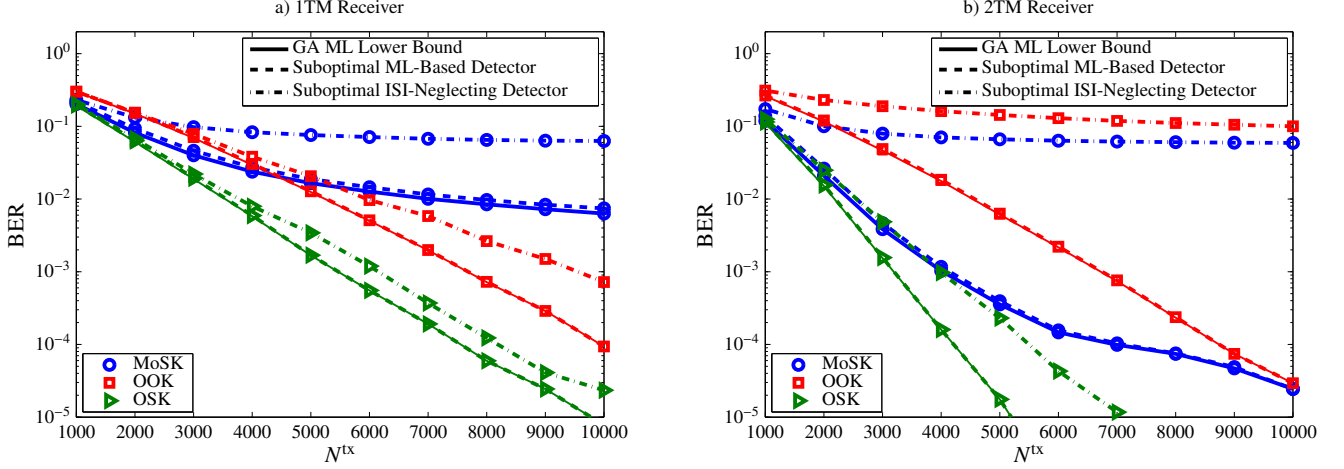 a) 1TM Receiver
10^0
10^-1
10^-2
10^-3
10^-4
10^-5
BER
GA ML Lower Bound
Suboptimal ML-Based Detector
Suboptimal ISI-Neglecting Detector
MoSK
OOK
OSK
1000 2000 3000 4000 5000 6000 7000 8000 9000 10000
N^tx
b) 2TM Receiver
10^0
10^-1
10^-2
10^-3
10^-4
10^-5
BER
GA ML Lower Bound
Suboptimal ML-Based Detector
Suboptimal ISI-Neglecting Detector
MoSK
OOK
OSK
1000 2000 3000 4000 5000 6000 7000 8000 9000 10000
N^tx